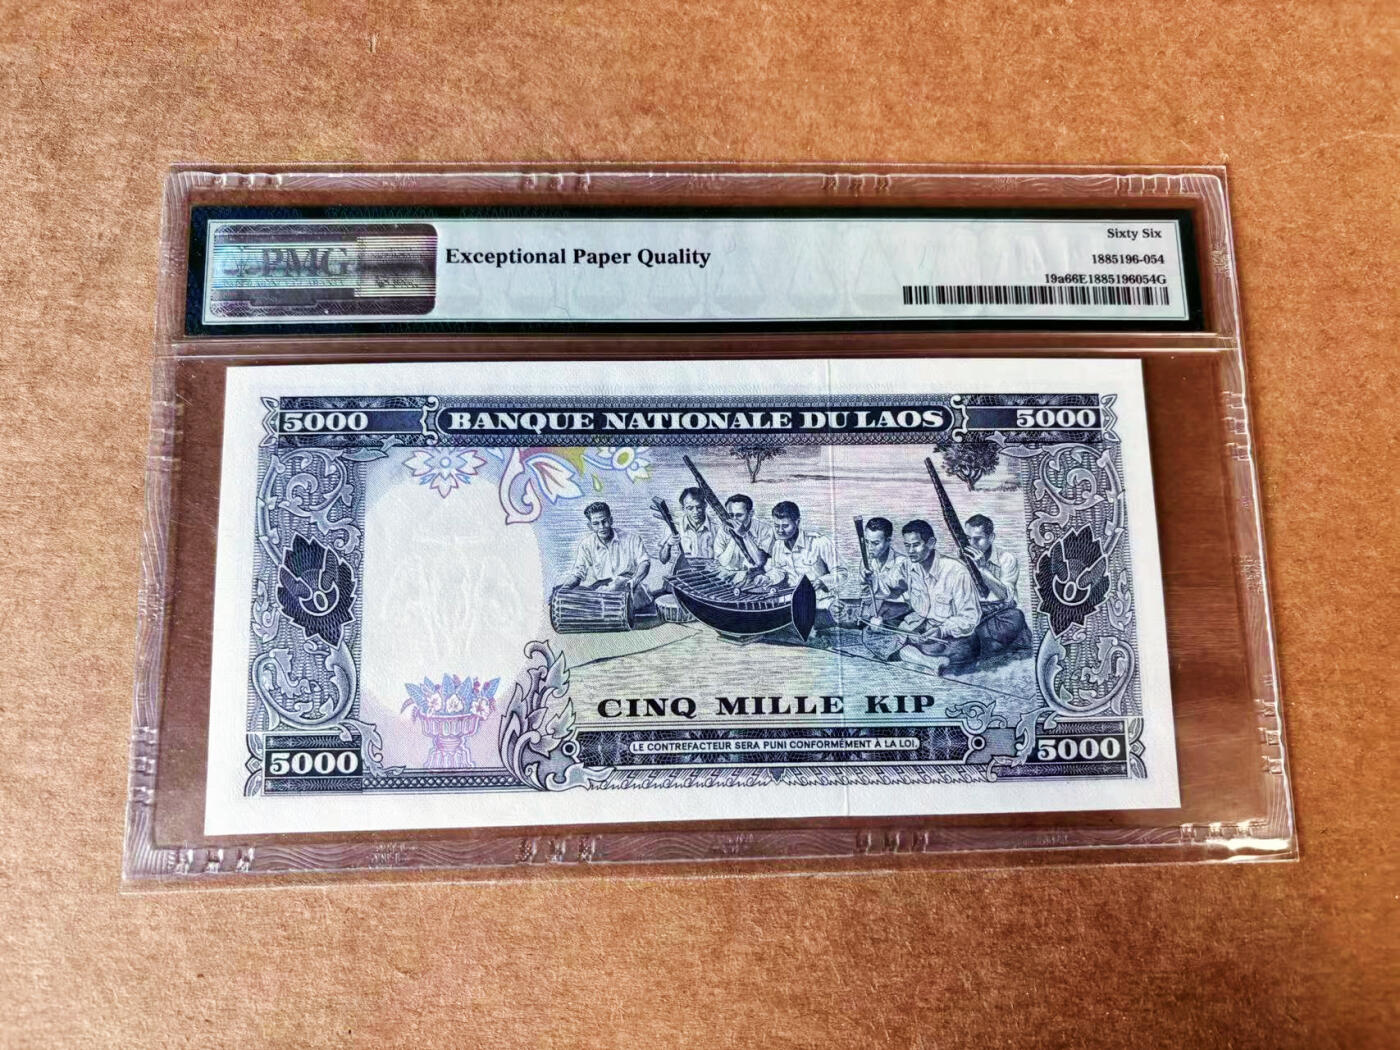 PMG
Exceptional Paper Quality
Sixty Six
1885196-054
19a66E1885196054G
5000 BANQUE NATIONALE DU LAOS 5000
CINQ MILLE KIP
LE CONTREFACTEUR SERA PUNI CONFORMÉMENT À LA LOI.
5000 5000